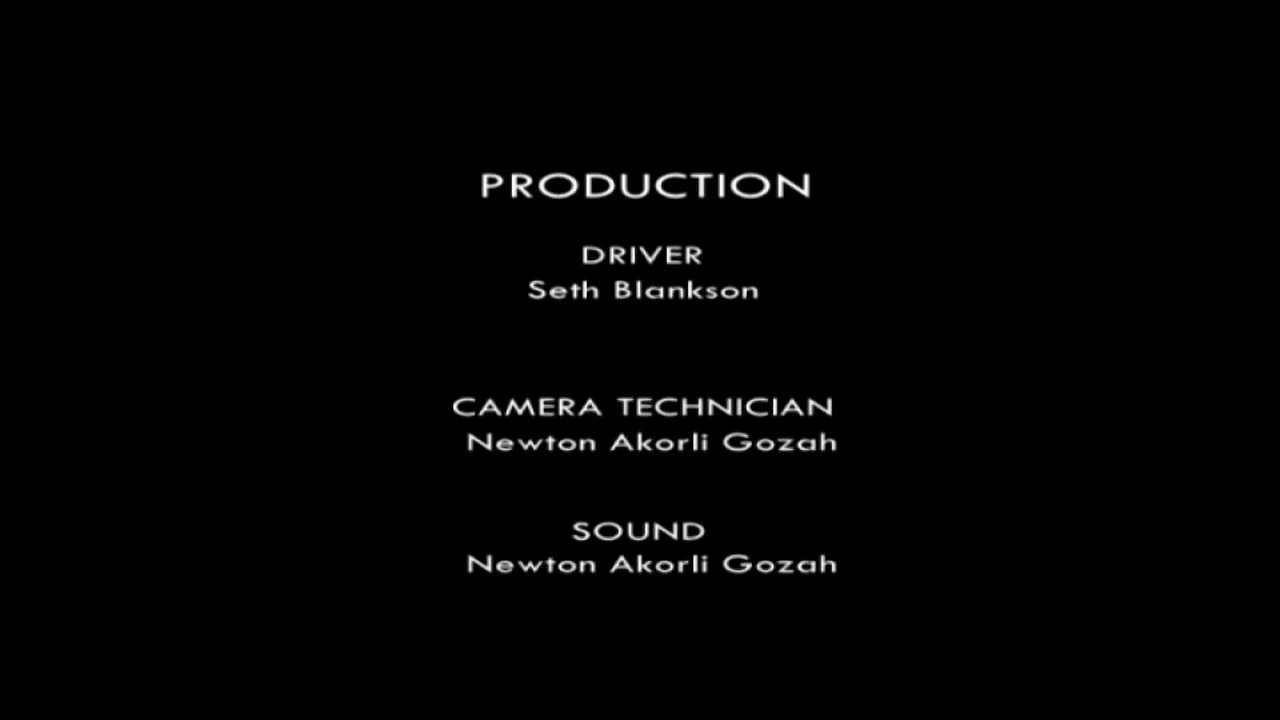 PRODUCTION
DRIVER
Seth Blankson
CAMERA TECHNICIAN
Newton Akorli Gozah
SOUND
Newton Akorli Gozah